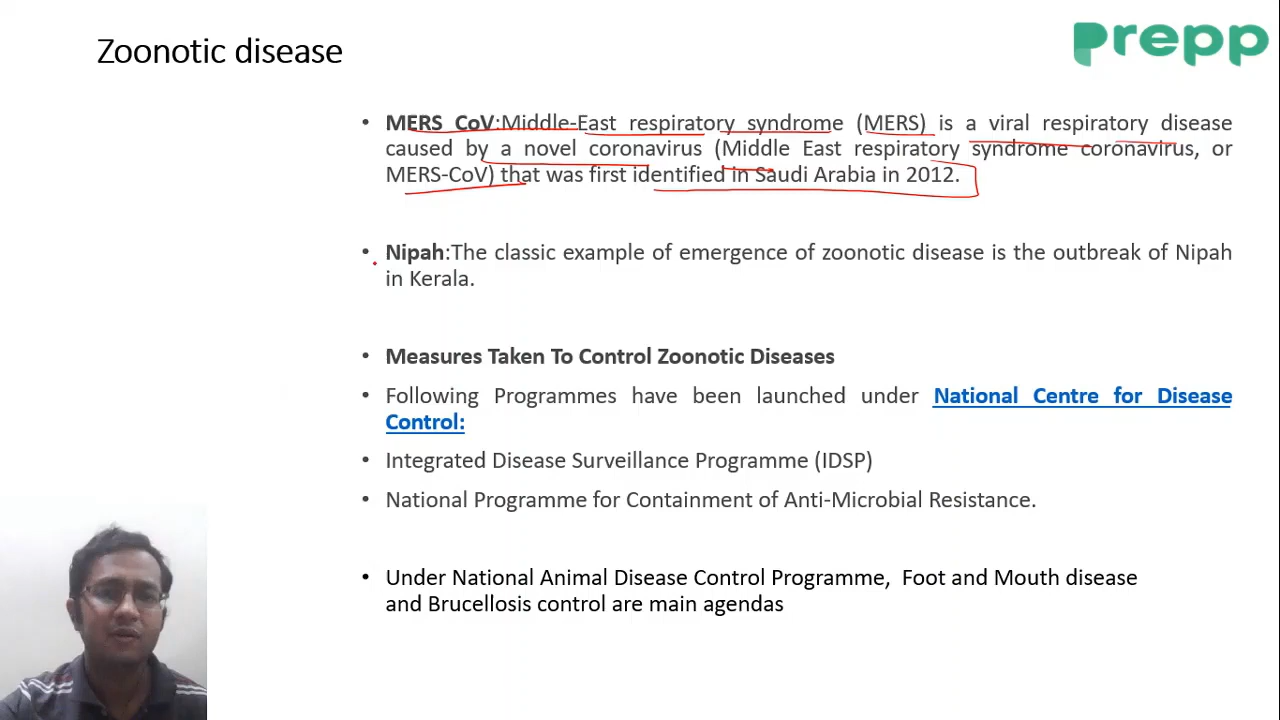 Zoonotic disease
Prepp
• MERS CoV:Middle-East respiratory syndrome (MERS) is a viral respiratory disease
caused by a novel coronavirus (Middle East respiratory syndrome coronavirus, or
MERS-CoV) that was first identified in Saudi Arabia in 2012.
• Nipah:The classic example of emergence of zoonotic disease is the outbreak of Nipah
in Kerala.
• Measures Taken To Control Zoonotic Diseases
• Following Programmes have been launched under National Centre for Disease
Control:
• Integrated Disease Surveillance Programme (IDSP)
• National Programme for Containment of Anti-Microbial Resistance.
• Under National Animal Disease Control Programme, Foot and Mouth disease
and Brucellosis control are main agendas